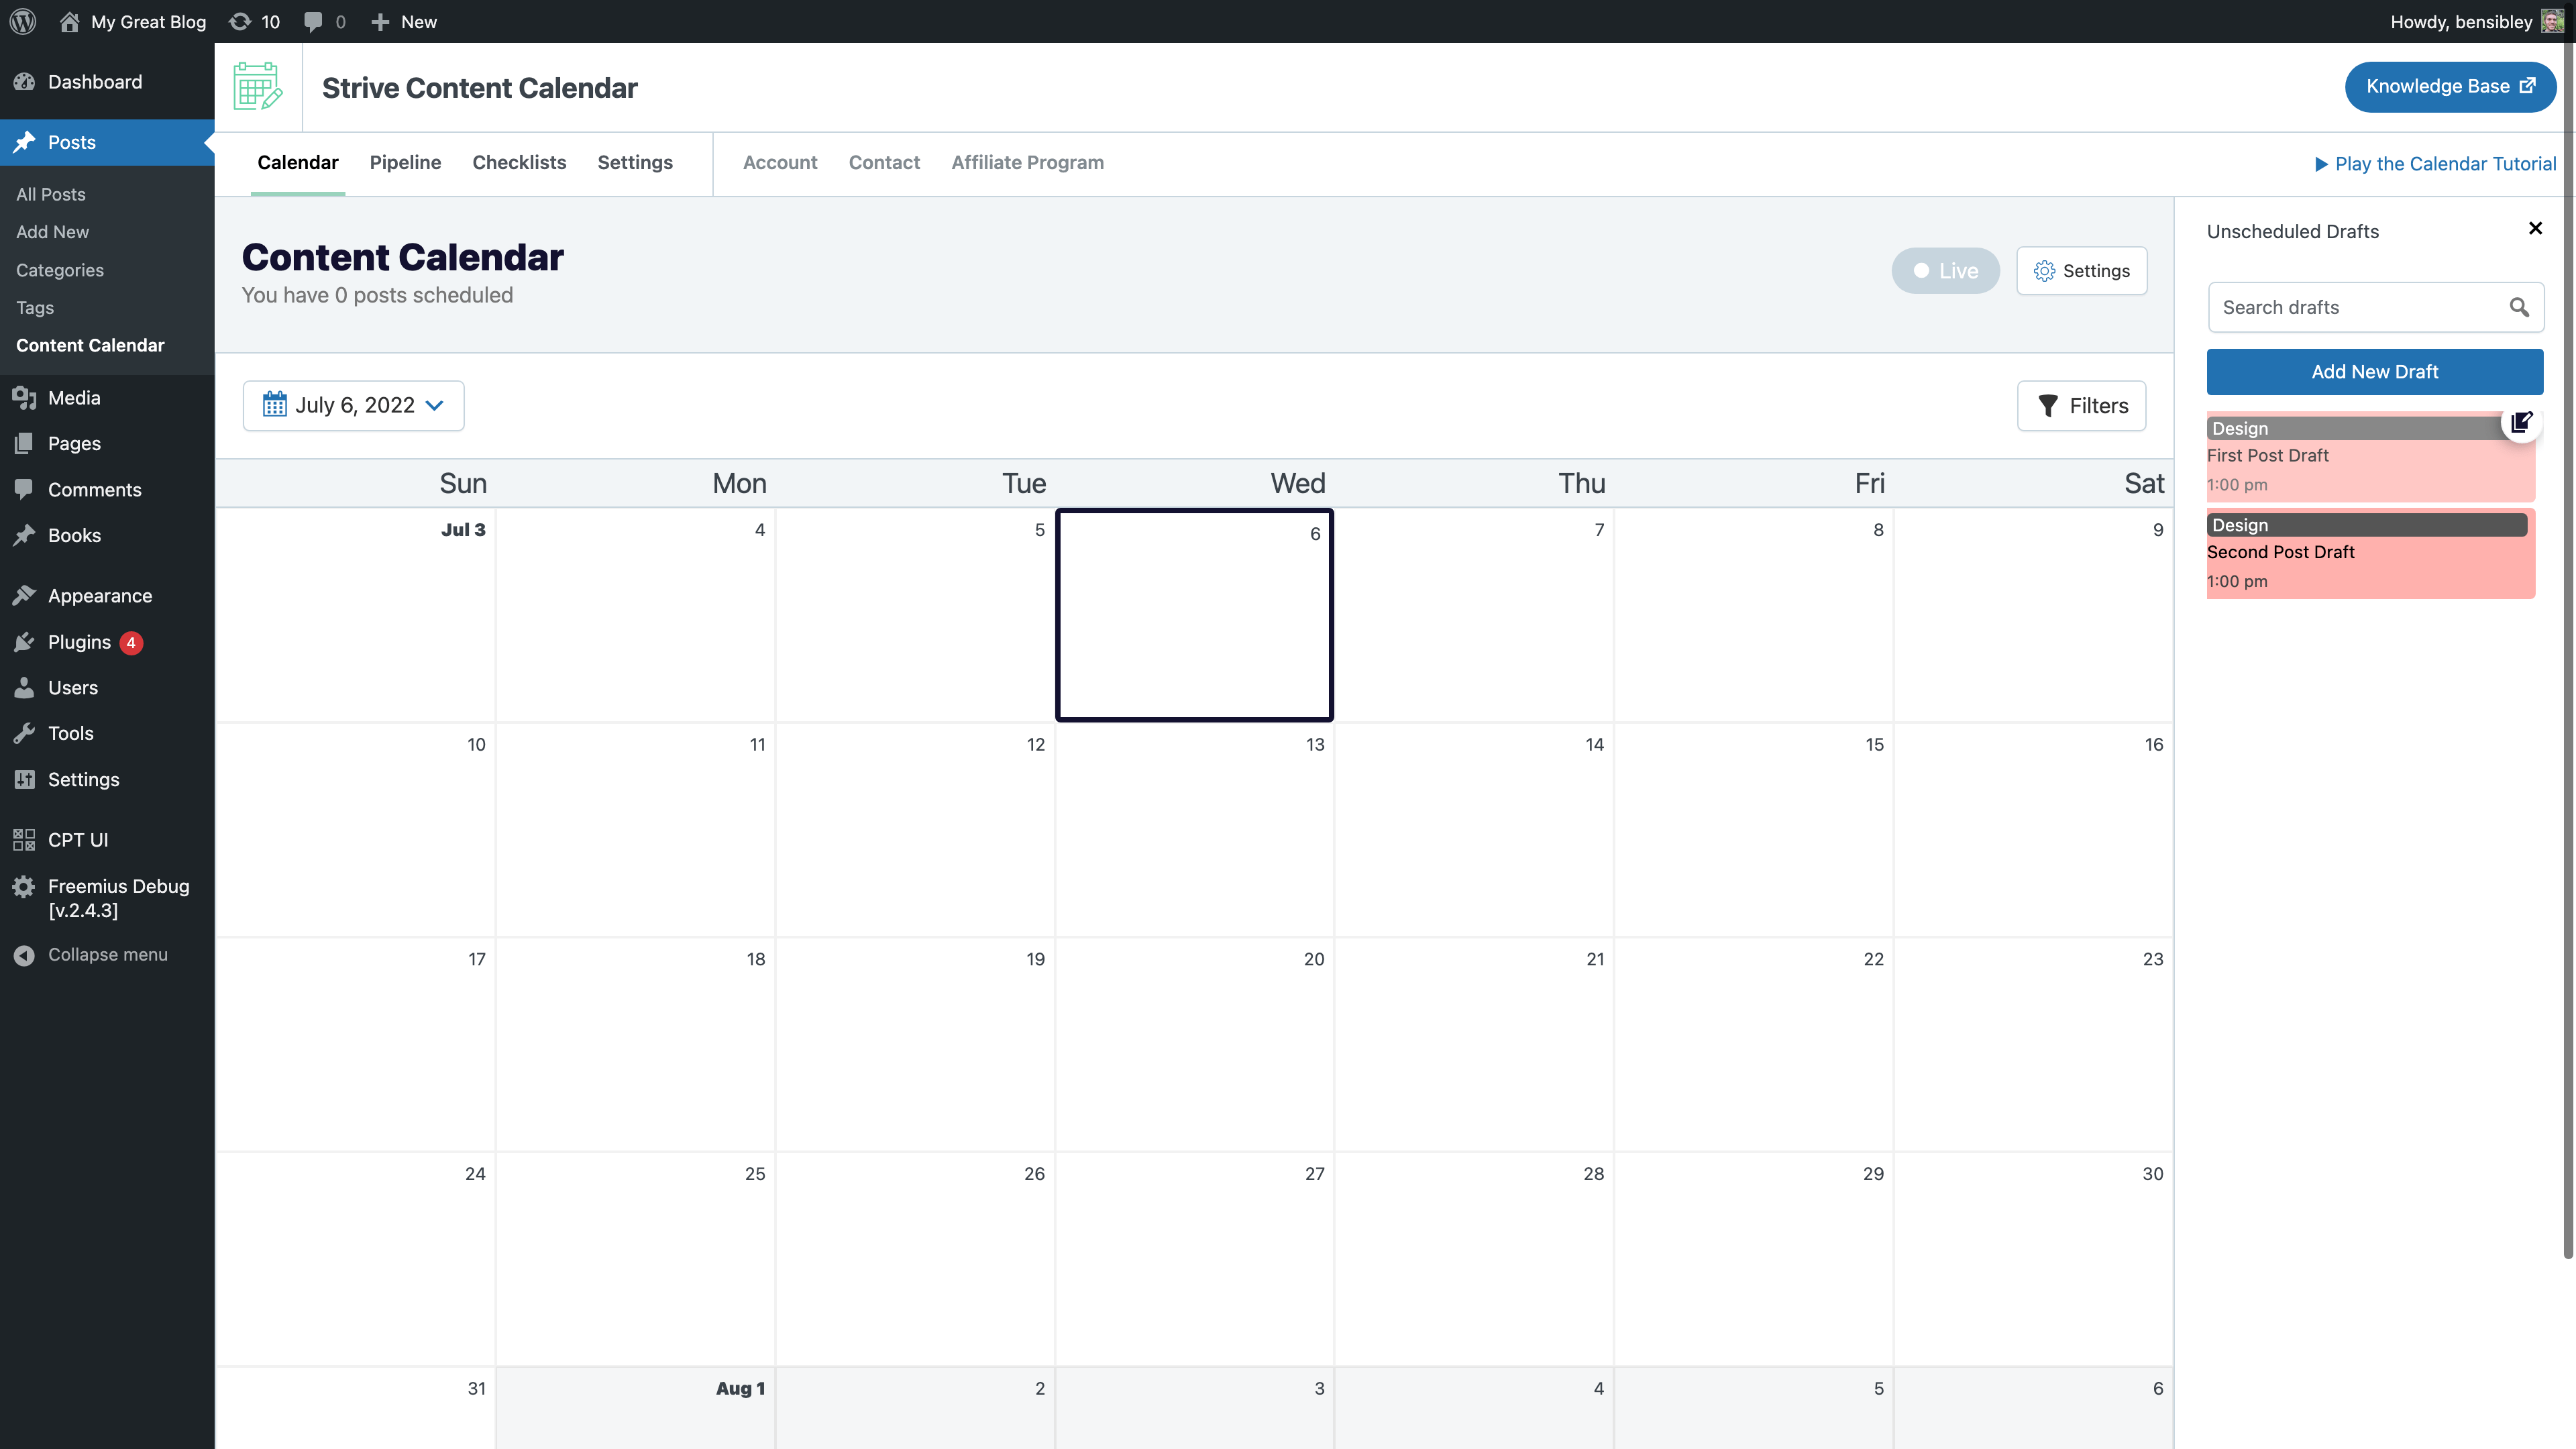 My Great Blog
10
0
New
Howdy, bensibley
Dashboard
Posts
All Posts
Add New
Categories
Tags
Content Calendar
Media
Pages
Comments
Books
Appearance
Plugins 4
Users
Tools
Settings
CPT UI
Freemius Debug
[v.2.4.3]
Collapse menu
Strive Content Calendar
Knowledge Base
Calendar Pipeline Checklists Settings Account Contact Affiliate Program
Play the Calendar Tutorial
Content Calendar
You have 0 posts scheduled
Live
Settings
July 6, 2022
Filters
Sun Mon Tue Wed Thu Fri Sat
Jul 3 4 5 6 7 8 9
10 11 12 13 14 15 16
17 18 19 20 21 22 23
24 25 26 27 28 29 30
31 Aug 1 2 3 4 5 6
Unscheduled Drafts
Search drafts
Add New Draft
Design
First Post Draft
1:00 pm
Design
Second Post Draft
1:00 pm